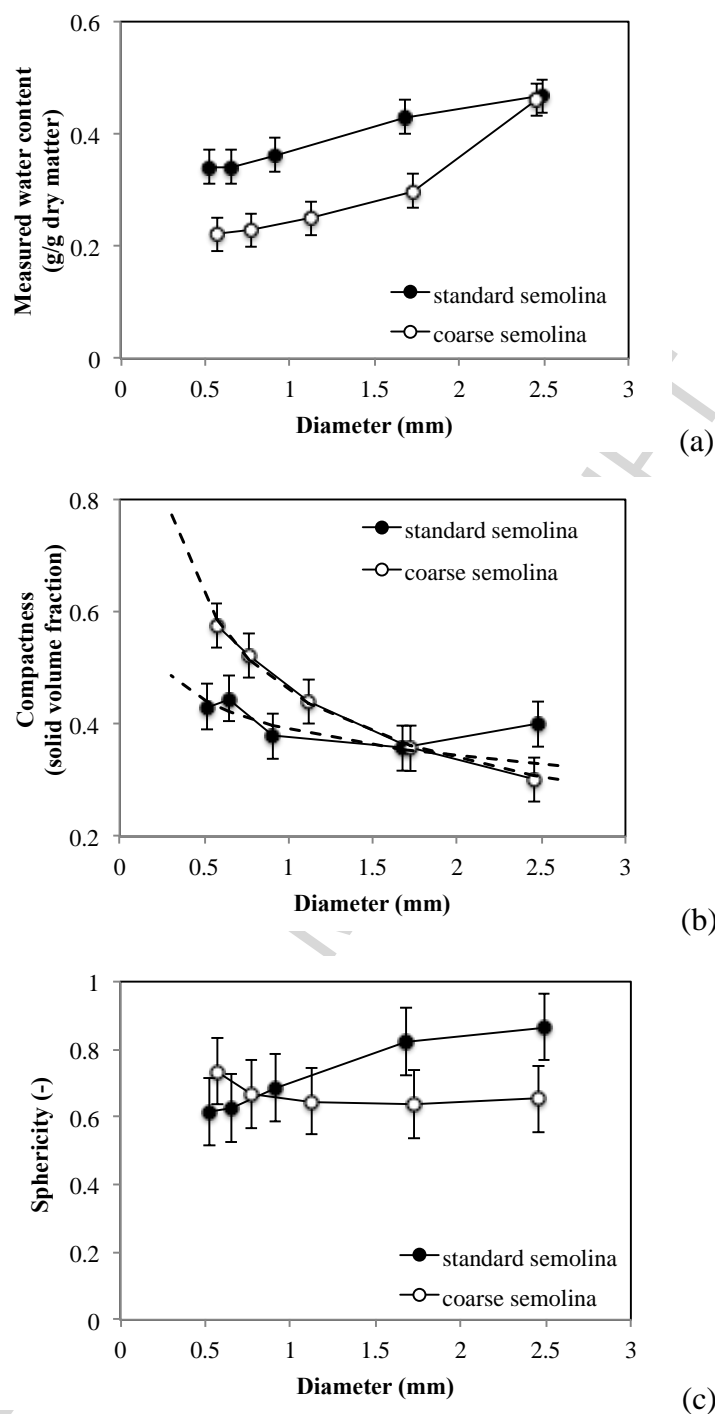 0.6
0.4
0.2
0
Measured water content
(g/g dry matter)
standard semolina
coarse semolina
0 0.5 1 1.5 2 2.5 3
Diameter (mm)
(a)
0.8
0.6
0.4
0.2
Compactness
(solid volume fraction)
standard semolina
coarse semolina
0 0.5 1 1.5 2 2.5 3
Diameter (mm)
(b)
1
0.8
0.6
0.4
0.2
0
Sphericity (-)
standard semolina
coarse semolina
0 0.5 1 1.5 2 2.5 3
Diameter (mm)
(c)